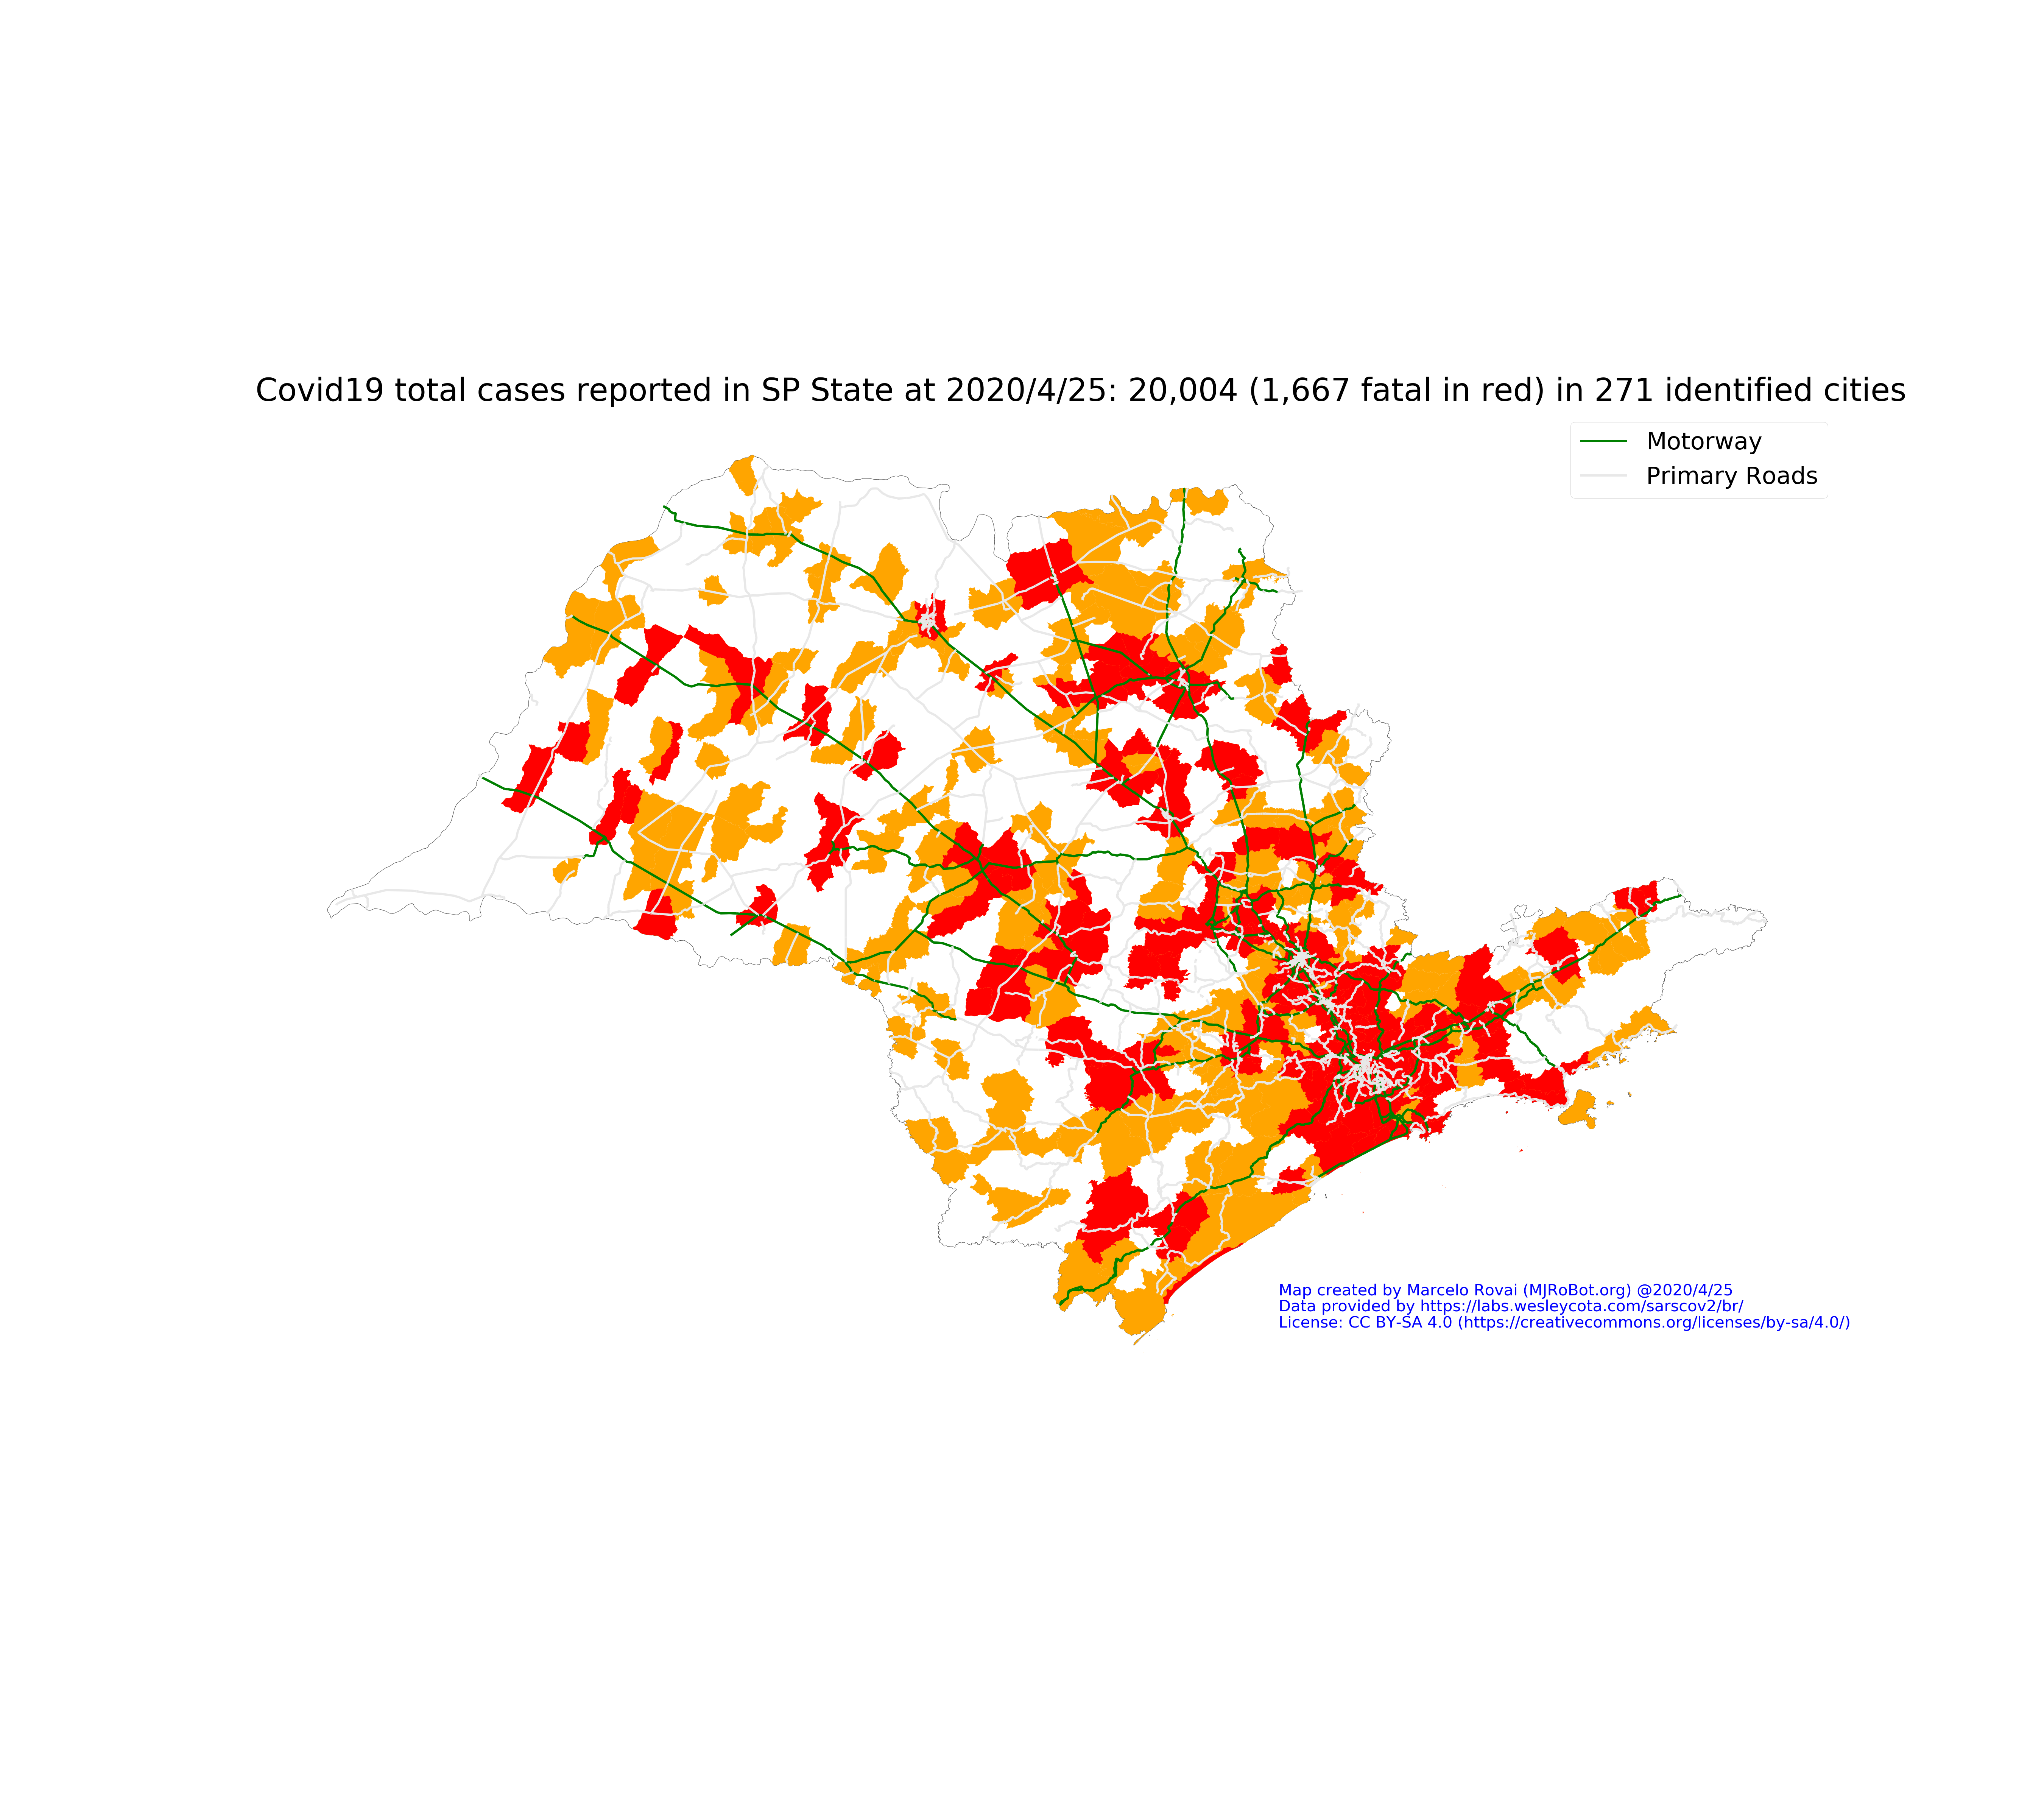 Covid19 total cases reported in SP State at 2020/4/25: 20,004 (1,667 fatal in red) in 271 identified cities
Motorway
Primary Roads
Map created by Marcelo Rovai (MJRoBot.org) @2020/4/25
Data provided by https://labs.wesleycota.com/sarscov2/br/
License: CC BY-SA 4.0 (https://creativecommons.org/licenses/by-sa/4.0/)